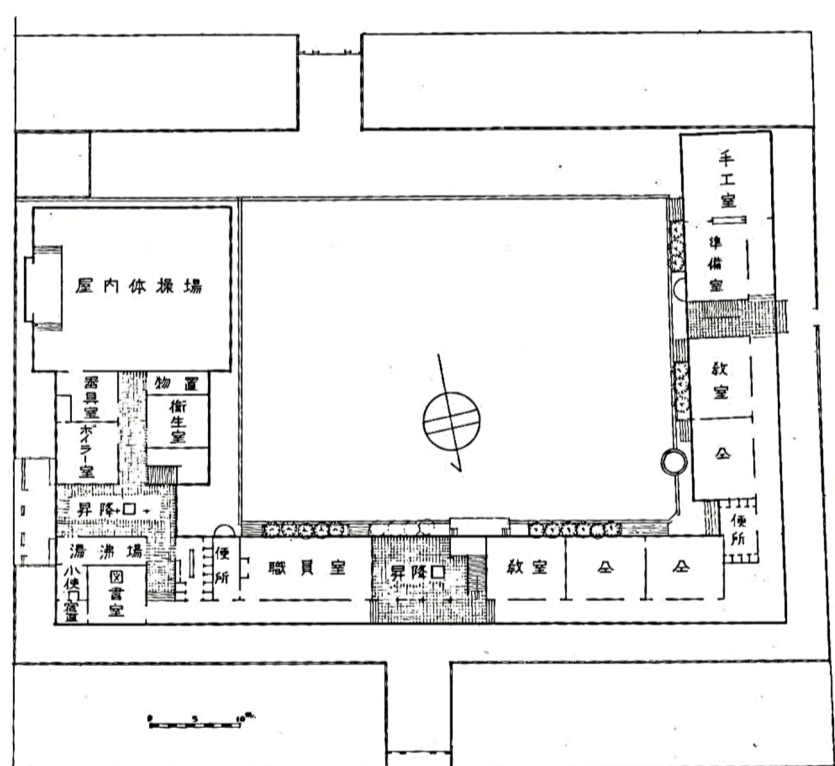 手工室
準備室
屋内体操場
教室
仝
器具室
物置
衛生室
ボイラー室
昇降口
便所
湯沸場
小使
宿直
図書室
便所
職員室
昇降口
教室
仝
仝
0 5 10m.